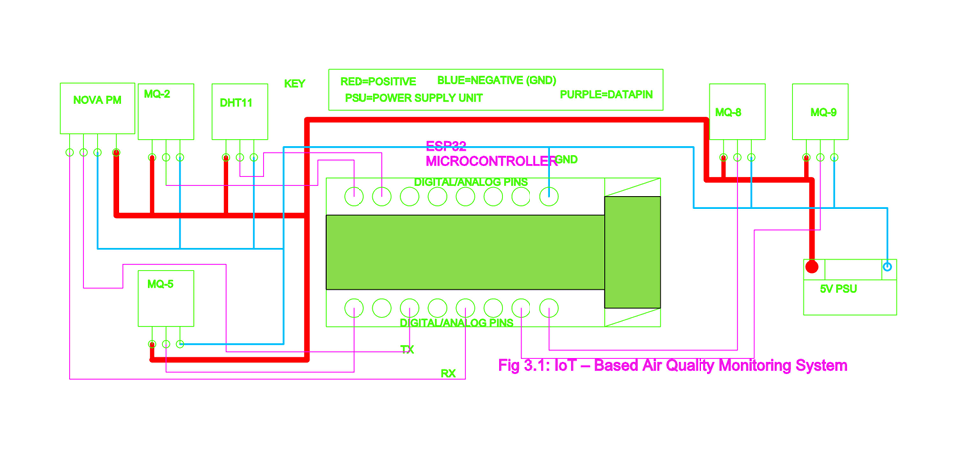 KEY
RED=POSITIVE
BLUE=NEGATIVE (GND)
PSU=POWER SUPPLY UNIT
PURPLE=DATAPIN
NOVA PM
MQ-2
DHT11
MQ-8
MQ-9
ESP32
MICROCONTROLLER
GND
DIGITAL/ANALOG PINS
MQ-5
5V PSU
DIGITAL/ANALOG PINS
TX
RX
Fig 3.1: IoT – Based Air Quality Monitoring System